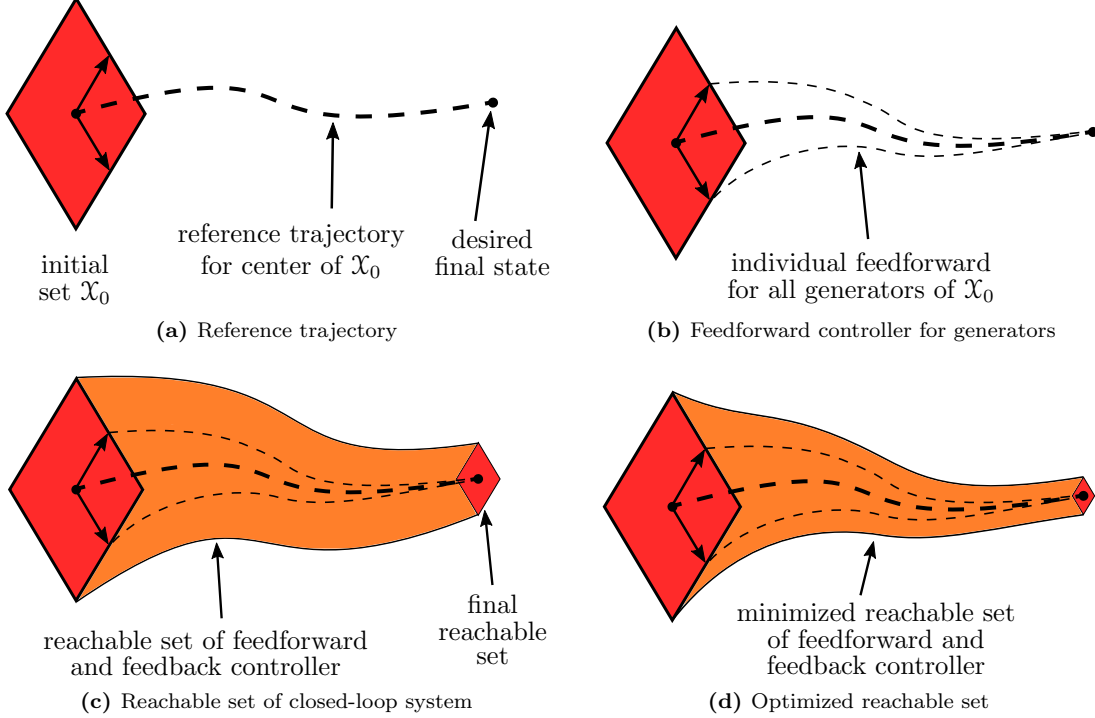 initial
set 𝒳₀
reference trajectory
for center of 𝒳₀
desired
final state
(a) Reference trajectory
individual feedforward
for all generators of 𝒳₀
(b) Feedforward controller for generators
reachable set of feedforward
and feedback controller
final
reachable
set
(c) Reachable set of closed-loop system
minimized reachable set
of feedforward and
feedback controller
(d) Optimized reachable set